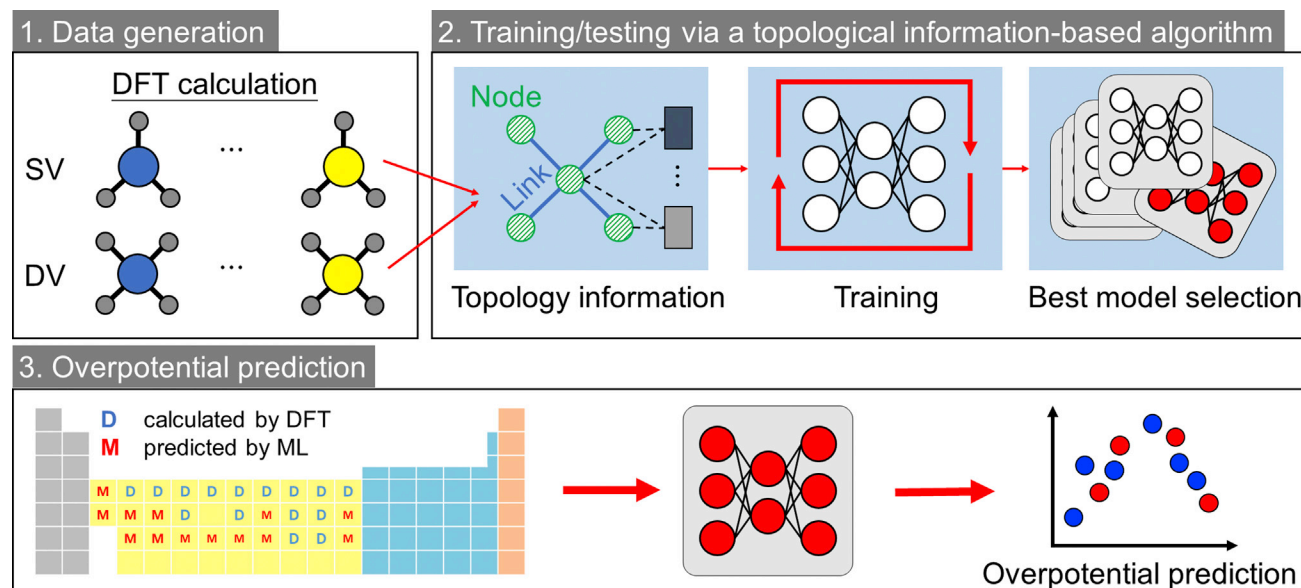 1. Data generation
DFT calculation
SV
...
DV
...
2. Training/testing via a topological information-based algorithm
Node
Link
...
Topology information
Training
Best model selection
3. Overpotential prediction
D calculated by DFT
M predicted by ML
M D D D D D D D D D
M M M D D M D D M
M M M M M M D D M
Overpotential prediction